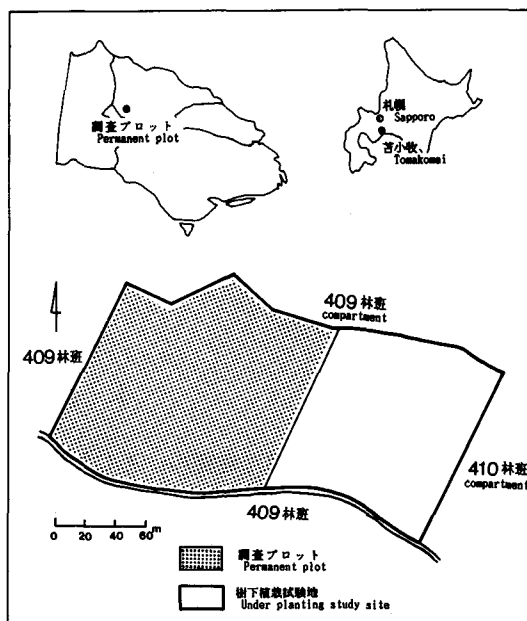 調査プロット
Permanent plot
札幌
Sapporo
苫小牧、
Tomakomai
409林班
compartment
409林班
410林班
compartment
409林班
0 20 40 60m
調査プロット
Permanent plot
樹下植栽試験地
Under planting study site